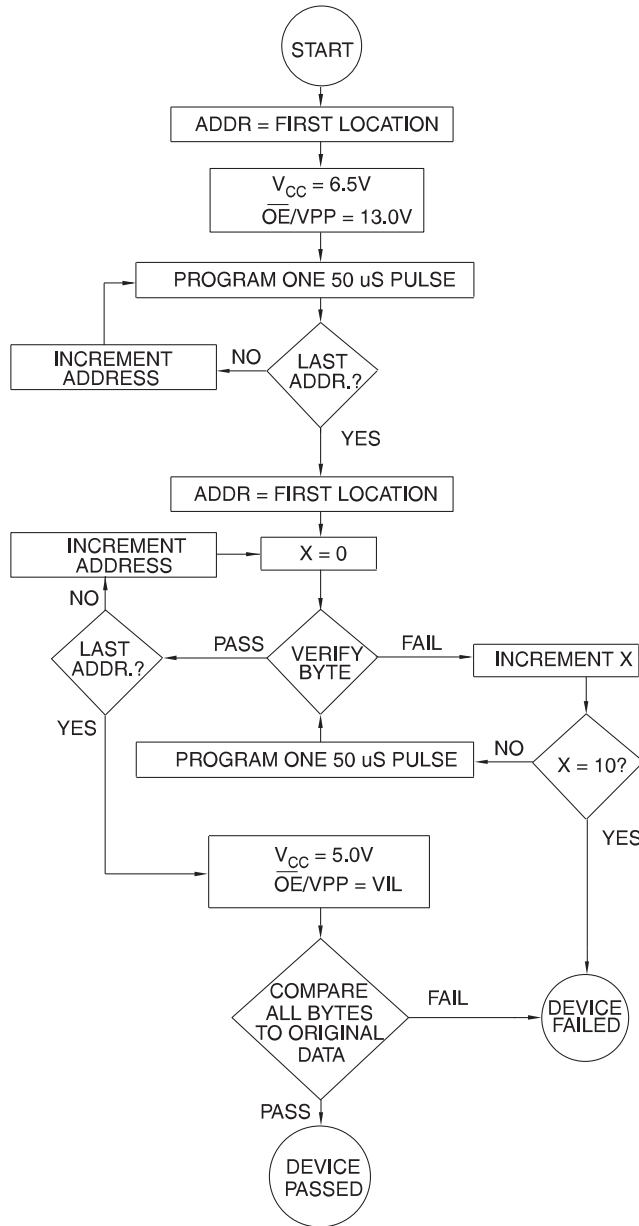 START
ADDR = FIRST LOCATION
VCC = 6.5V
OE/VPP = 13.0V
PROGRAM ONE 50 uS PULSE
INCREMENT
ADDRESS
NO
LAST
ADDR.?
YES
ADDR = FIRST LOCATION
INCREMENT
ADDRESS
X = 0
NO
LAST
ADDR.?
PASS
VERIFY
BYTE
FAIL
INCREMENT X
YES
PROGRAM ONE 50 uS PULSE
NO
X = 10?
YES
VCC = 5.0V
OE/VPP = VIL
COMPARE
ALL BYTES
TO ORIGINAL
DATA
FAIL
DEVICE
FAILED
PASS
DEVICE
PASSED